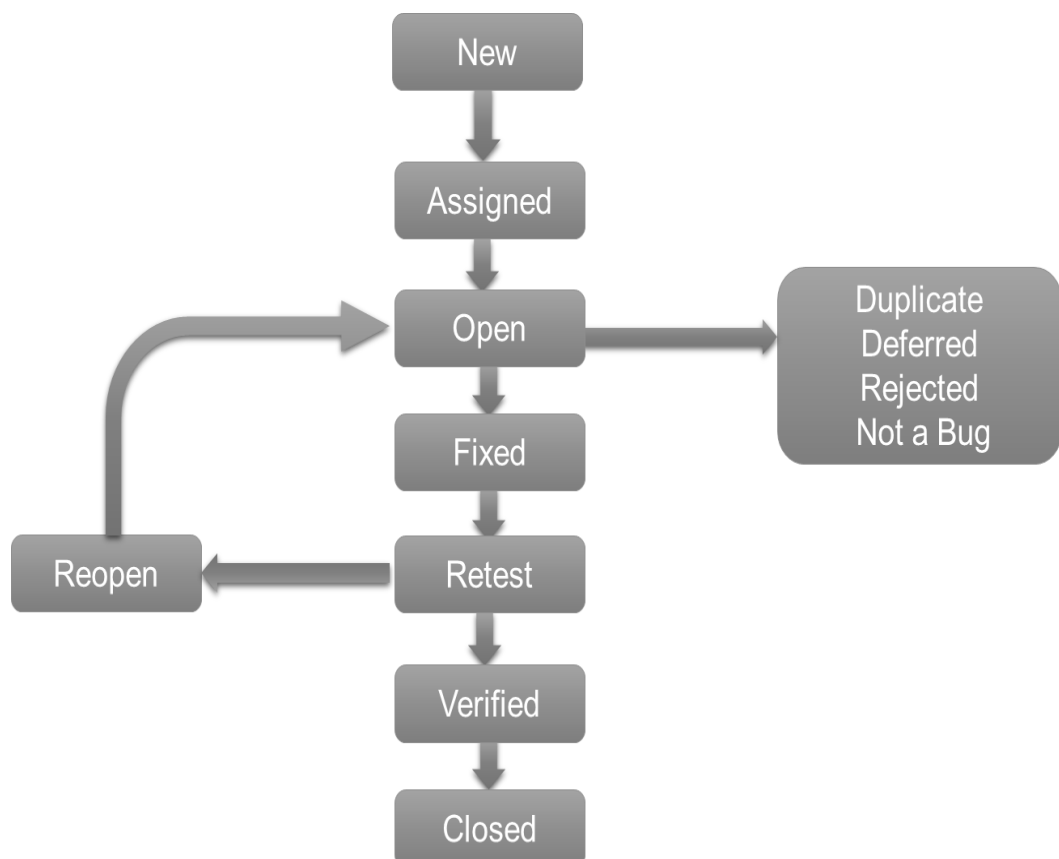 New
Assigned
Open
Duplicate
Deferred
Rejected
Not a Bug
Fixed
Reopen
Retest
Verified
Closed